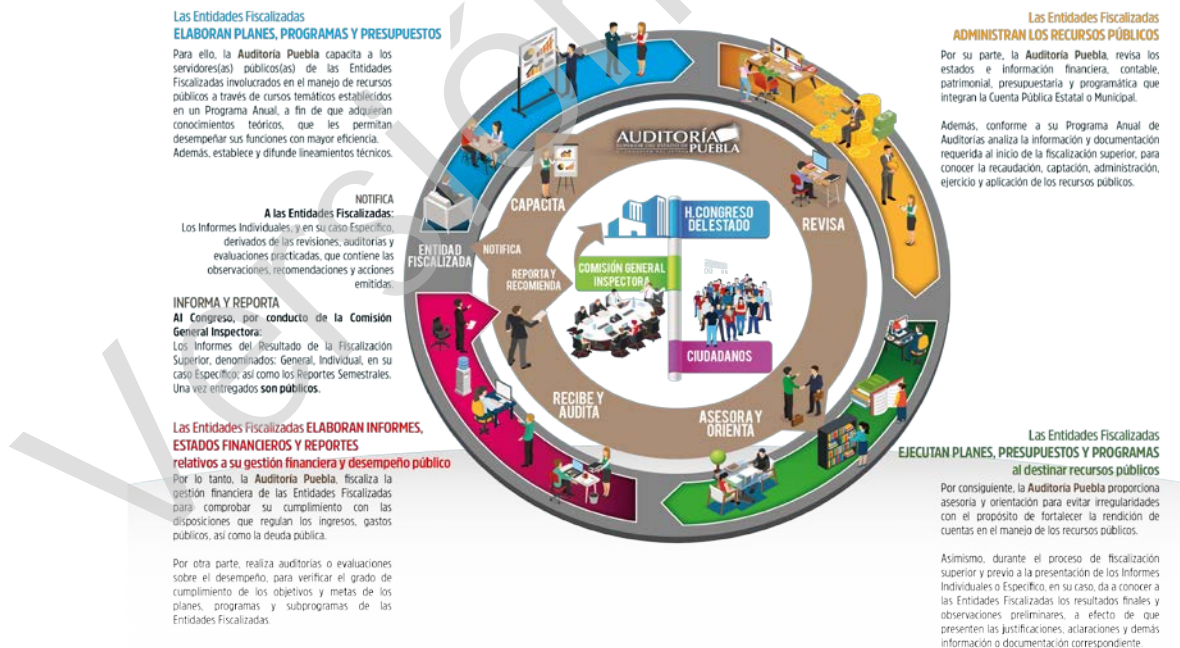 Las Entidades Fiscalizadas
ELABORAN PLANES, PROGRAMAS Y PRESUPUESTOS
Para ello, la Auditoría Puebla capacita a los
servidores(as) públicos(as) de las Entidades
Fiscalizadas involucrados en el manejo de recursos
públicos a través de cursos temáticos establecidos
en un Programa Anual, a fin de que adquieran
conocimientos teóricos, que les permitan
desempeñar sus funciones con mayor eficiencia.
Además, establece y difunde lineamientos técnicos.
NOTIFICA
A las Entidades Fiscalizadas:
Los Informes Individuales, y en su caso Específico,
derivados de las revisiones, auditorías y
evaluaciones practicadas, que contiene las
observaciones, recomendaciones y acciones
emitidas.
INFORMA Y REPORTA
Al Congreso, por conducto de la Comisión
General Inspectora:
Los Informes del Resultado de la Fiscalización
Superior, denominados: General, Individual, en su
caso Específico; así como los Reportes Semestrales.
Una vez entregados son públicos.
Las Entidades Fiscalizadas ELABORAN INFORMES,
ESTADOS FINANCIEROS Y REPORTES
relativos a su gestión financiera y desempeño público
Por lo tanto, la Auditoría Puebla, fiscaliza la
gestión financiera de las Entidades Fiscalizadas
para comprobar su cumplimiento con las
disposiciones que regulan los ingresos, gastos
públicos, así como la deuda pública.
Por otra parte, realiza auditorías o evaluaciones
sobre el desempeño, para verificar el grado de
cumplimiento de los objetivos y metas de los
planes, programas y subprogramas de las
Entidades Fiscalizadas.
AUDITORÍA
PUEBLA
CAPACITA
REVISA
H. CONGRESO
DEL ESTADO
ENTIDAD
FISCALIZADA
NOTIFICA
REPORTA Y
RECOMIENDA
COMISIÓN GENERAL
INSPECTORA
CIUDADANOS
RECIBE Y
AUDITA
ASESORA Y
ORIENTA
Las Entidades Fiscalizadas
ADMINISTRAN LOS RECURSOS PÚBLICOS
Por su parte, la Auditoría Puebla, revisa los
estados e información financiera, contable,
patrimonial, presupuestaria y programática que
integran la Cuenta Pública Estatal o Municipal.
Además, conforme a su Programa Anual de
Auditorias analiza la información y documentación
requerida al inicio de la fiscalización superior, para
conocer la recaudación, captación, administración,
ejercicio y aplicación de los recursos públicos.
Las Entidades Fiscalizadas
EJECUTAN PLANES, PRESUPUESTOS Y PROGRAMAS
al destinar recursos públicos
Por consiguiente, la Auditoría Puebla proporciona
asesoría y orientación para evitar irregularidades
con el propósito de fortalecer la rendición de
cuentas en el manejo de los recursos públicos.
Asimismo, durante el proceso de fiscalización
superior y previo a la presentación de los Informes
Individuales o Específico, en su caso, da a conocer a
las Entidades Fiscalizadas los resultados finales y
observaciones preliminares, a efecto de que
presenten las justificaciones, aclaraciones y demás
información o documentación correspondiente.
Versión